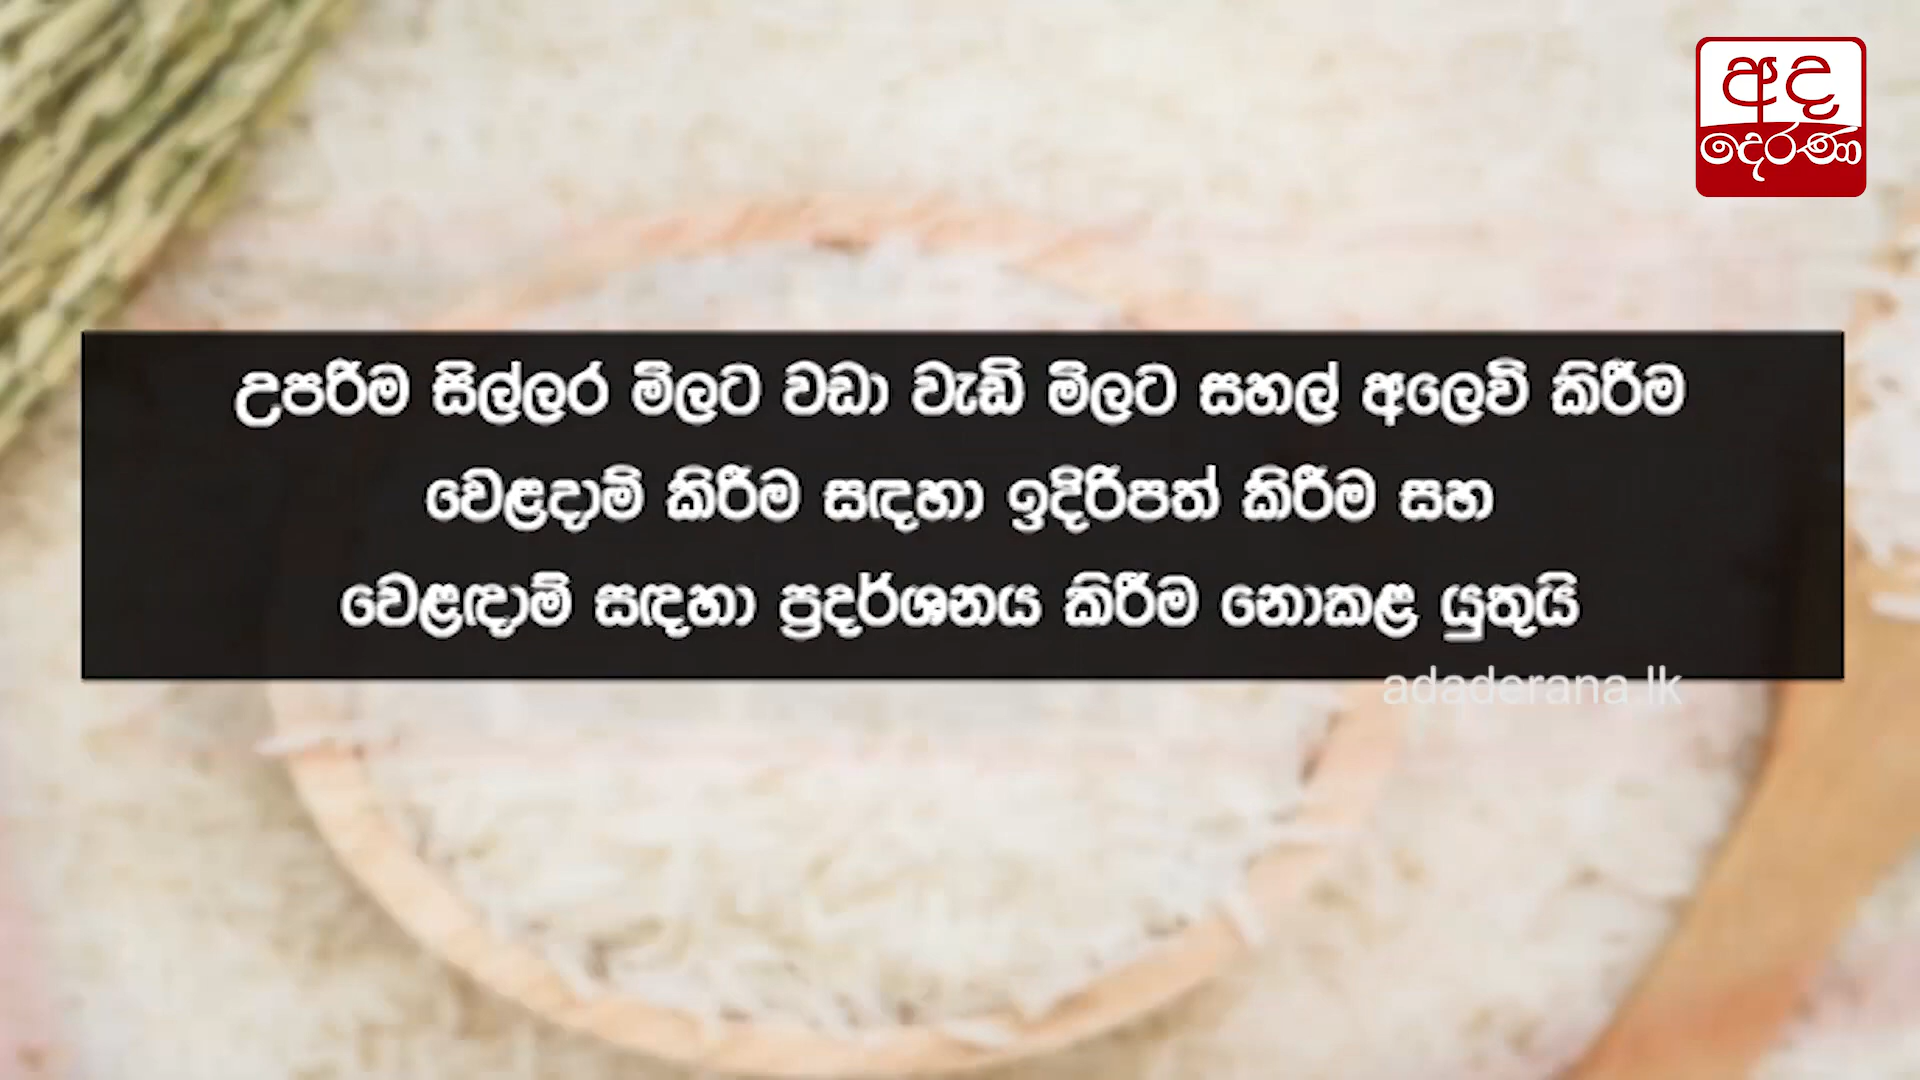 අද
දෙරණ
උපරිම සිල්ලර මිලට වඩා වැඩි මිලට සහල් අලෙවි කිරීම
වෙළදාම් කිරීම සඳහා ඉදිරිපත් කිරීම සහ
වෙළඳාම් සඳහා ප්‍රදර්ශනය කිරීම නොකළ යුතුයි
adaderana.lk